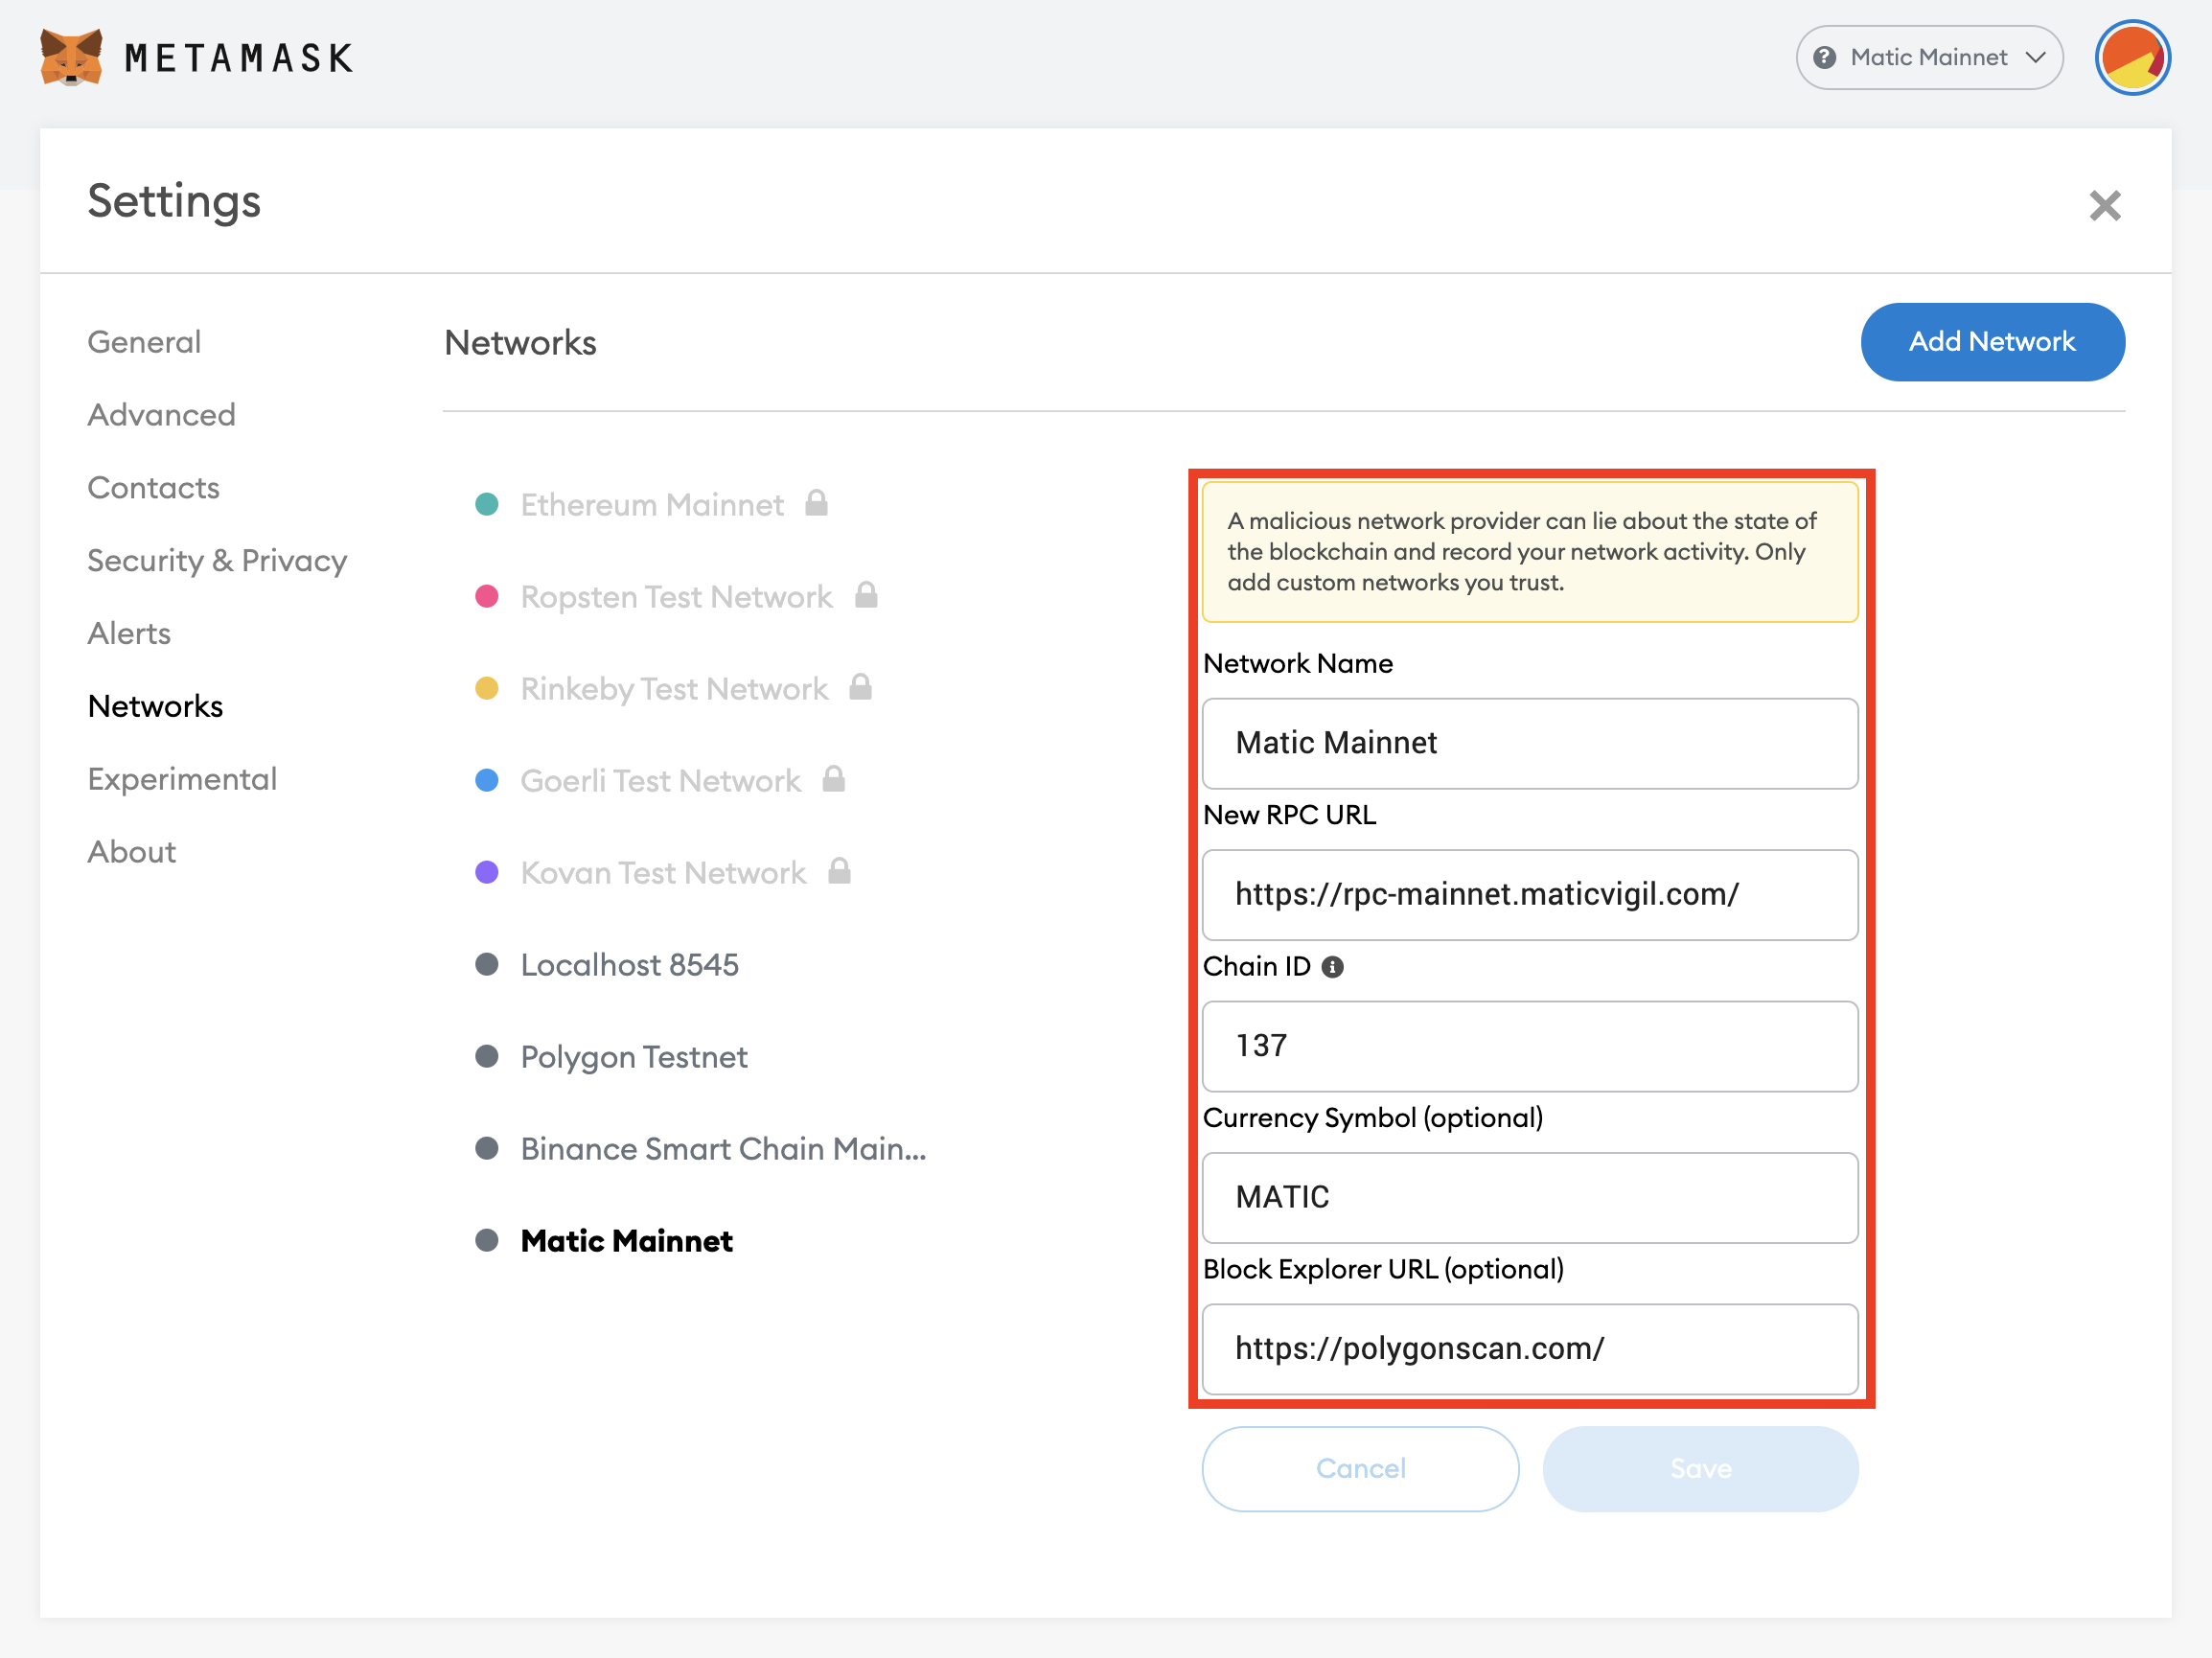 METAMASK
Matic Mainnet
Settings
General
Advanced
Contacts
Security & Privacy
Alerts
Networks
Experimental
About
Networks
Add Network
Ethereum Mainnet
Ropsten Test Network
Rinkeby Test Network
Goerli Test Network
Kovan Test Network
Localhost 8545
Polygon Testnet
Binance Smart Chain Main...
Matic Mainnet
A malicious network provider can lie about the state of
the blockchain and record your network activity. Only
add custom networks you trust.
Network Name
Matic Mainnet
New RPC URL
https://rpc-mainnet.maticvigil.com/
Chain ID
137
Currency Symbol (optional)
MATIC
Block Explorer URL (optional)
https://polygonscan.com/
Cancel
Save